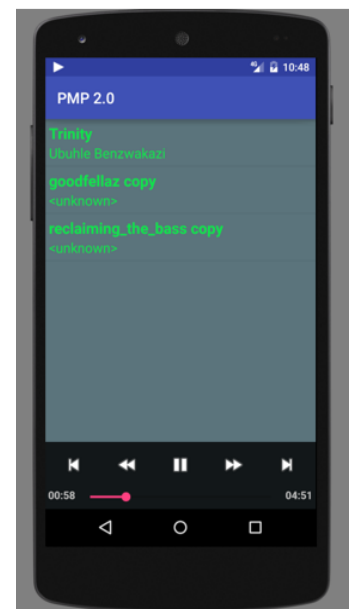 10:48
PMP 2.0
Trinity
Ubuhle Benzwakazi
goodfellaz copy
<unknown>
reclaiming_the_bass copy
<unknown>
00:58
04:51